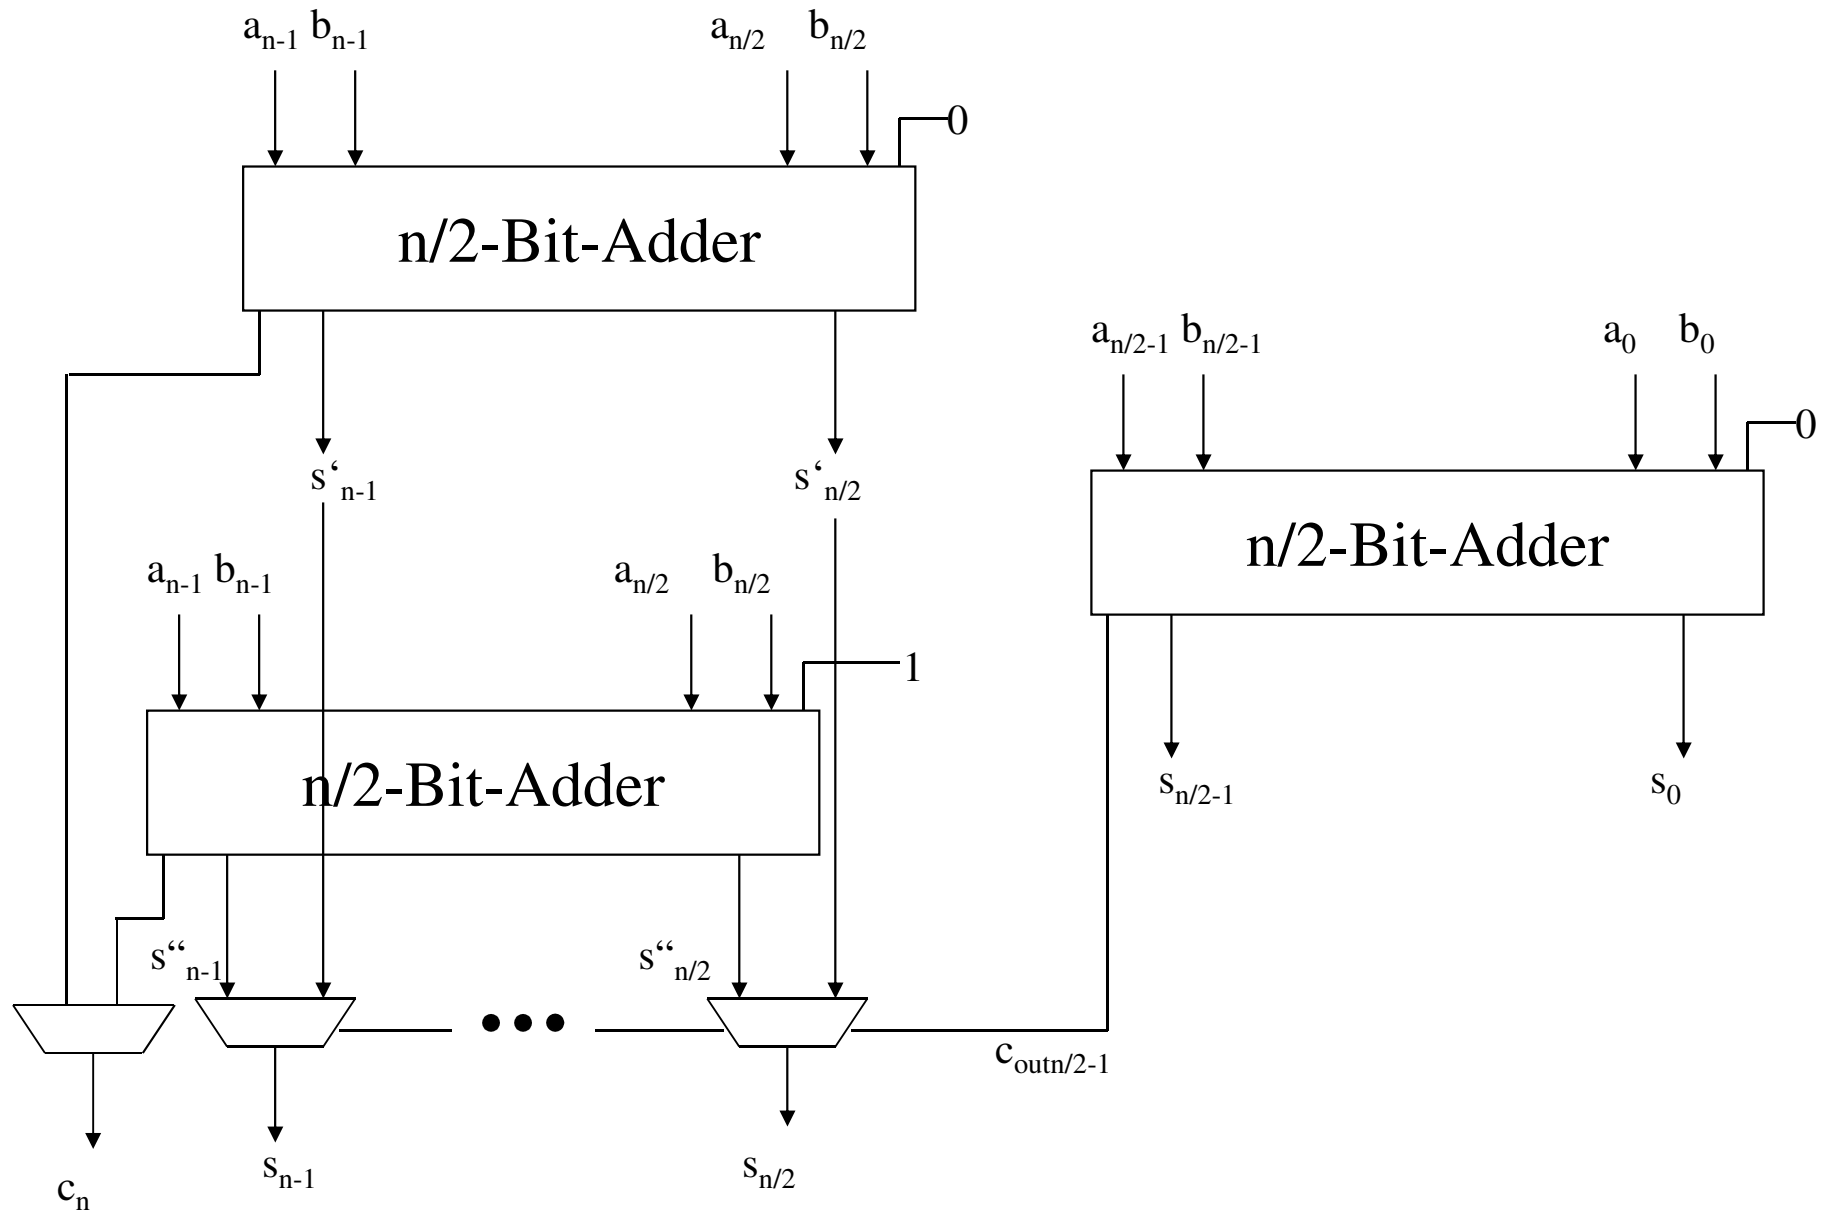 a_{n-1} b_{n-1} a_{n/2} b_{n/2}
0
n/2-Bit-Adder
a_{n/2-1} b_{n/2-1} a_0 b_0
0
s‘_{n-1} s‘_{n/2}
n/2-Bit-Adder
a_{n-1} b_{n-1} a_{n/2} b_{n/2}
1
n/2-Bit-Adder
s_{n/2-1} s_0
s“_{n-1} s“_{n/2}
c_{outn/2-1}
c_n s_{n-1} s_{n/2}